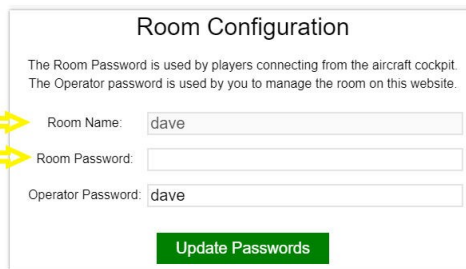 Room Configuration
The Room Password is used by players connecting from the aircraft cockpit.
The Operator password is used by you to manage the room on this website.
Room Name: dave
Room Password:
Operator Password: dave
Update Passwords